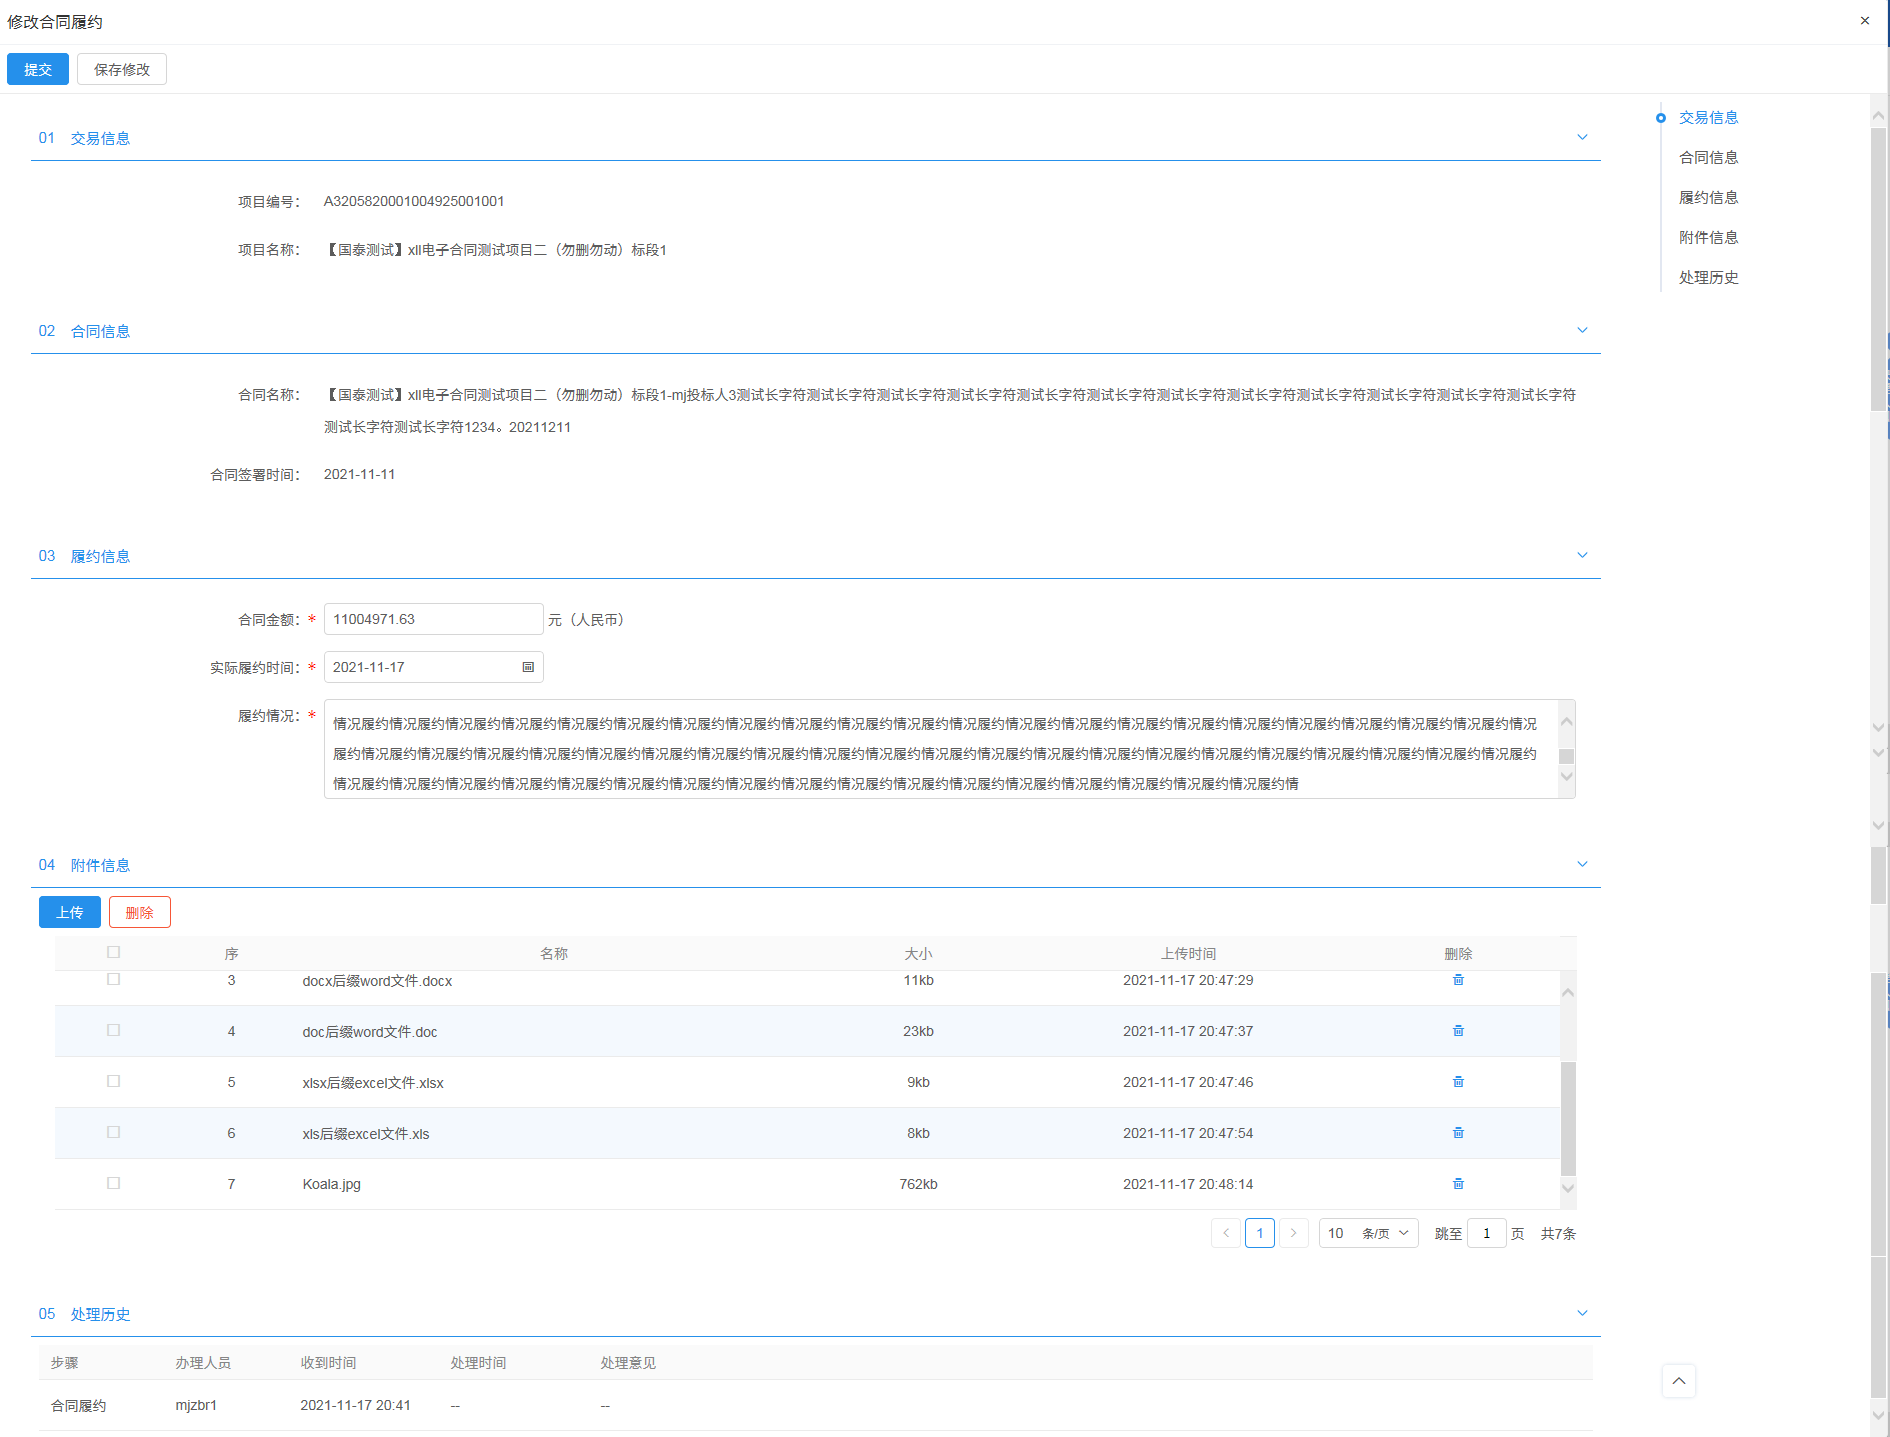 修改合同履约
×
提交 保存修改
01 交易信息
项目编号： A3205820001004925001001
项目名称： 【国泰测试】xll电子合同测试项目二（勿删勿动）标段1
02 合同信息
合同名称： 【国泰测试】xll电子合同测试项目二（勿删勿动）标段1-mj投标人3测试长字符测试长字符测试长字符测试长字符测试长字符测试长字符测试长字符测试长字符测试长字符测试长字符测试长字符测试长字符
测试长字符测试长字符1234。20211211
合同签署时间： 2021-11-11
03 履约信息
合同金额：* 11004971.63 元（人民币）
实际履约时间：* 2021-11-17
履约情况：* 情况履约情况履约情况履约情况履约情况履约情况履约情况履约情况履约情况履约情况履约情况履约情况履约情况履约情况履约情况履约情况履约情况履约情况履约情况履约情况履约情况履约情况
履约情况履约情况履约情况履约情况履约情况履约情况履约情况履约情况履约情况履约情况履约情况履约情况履约情况履约情况履约情况履约情况履约情况履约情况履约情况履约情况履约情况履约
情况履约情况履约情况履约情况履约情况履约情况履约情况履约情况履约情况履约情况履约情况履约情况履约情况履约情况履约情况履约情况履约情况履约情
04 附件信息
上传 删除
序 名称 大小 上传时间 删除
3 docx后缀word文件.docx 11kb 2021-11-17 20:47:29
4 doc后缀word文件.doc 23kb 2021-11-17 20:47:37
5 xlsx后缀excel文件.xlsx 9kb 2021-11-17 20:47:46
6 xls后缀excel文件.xls 8kb 2021-11-17 20:47:54
7 Koala.jpg 762kb 2021-11-17 20:48:14
1 10 条/页 跳至 1 页 共7条
05 处理历史
步骤 办理人员 收到时间 处理时间 处理意见
合同履约 mjzbr1 2021-11-17 20:41 -- --
交易信息
合同信息
履约信息
附件信息
处理历史